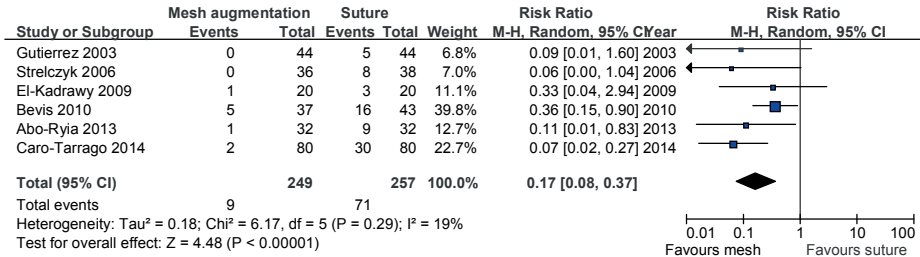 Mesh augmentation Suture Risk Ratio Risk Ratio
Study or Subgroup Events Total Events Total Weight M-H, Random, 95% CI Year M-H, Random, 95% CI
Gutierrez 2003 0 44 5 44 6.8% 0.09 [0.01, 1.60] 2003
Strelczyk 2006 0 36 8 38 7.0% 0.06 [0.00, 1.04] 2006
El-Kadrawy 2009 1 20 3 20 11.1% 0.33 [0.04, 2.94] 2009
Bevis 2010 5 37 16 43 39.8% 0.36 [0.15, 0.90] 2010
Abo-Ryia 2013 1 32 9 32 12.7% 0.11 [0.01, 0.83] 2013
Caro-Tarrago 2014 2 80 30 80 22.7% 0.07 [0.02, 0.27] 2014
Total (95% CI) 249 257 100.0% 0.17 [0.08, 0.37]
Total events 9 71
Heterogeneity: Tau² = 0.18; Chi² = 6.17, df = 5 (P = 0.29); I² = 19%
Test for overall effect: Z = 4.48 (P < 0.00001)
0.01 0.1 1 10 100
Favours mesh Favours suture